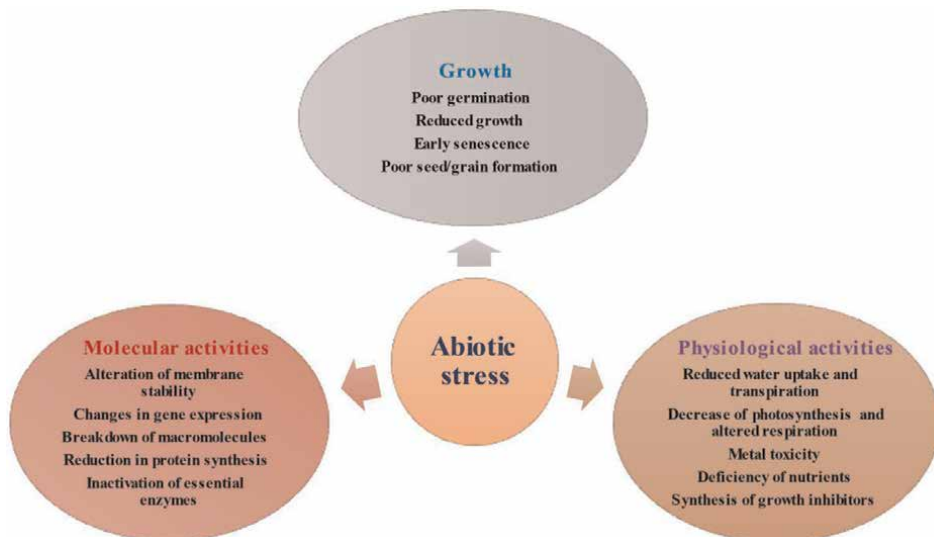 Growth
Poor germination
Reduced growth
Early senescence
Poor seed/grain formation
Abiotic
stress
Molecular activities
Alteration of membrane
stability
Changes in gene expression
Breakdown of macromolecules
Reduction in protein synthesis
Inactivation of essential
enzymes
Physiological activities
Reduced water uptake and
transpiration
Decrease of photosynthesis and
altered respiration
Metal toxicity
Deficiency of nutrients
Synthesis of growth inhibitors